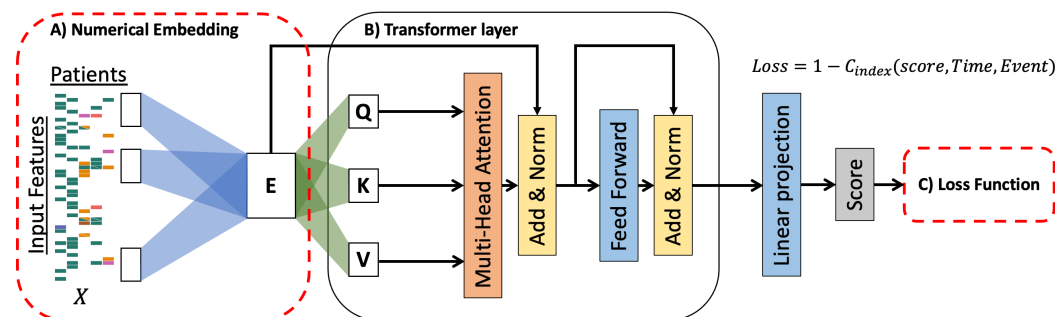 A) Numerical Embedding
Patients
Input Features
X
E
B) Transformer layer
Q
K
V
Multi-Head Attention
Add & Norm
Feed Forward
Add & Norm
Loss = 1 − C_index(score, Time, Event)
Linear projection
Score
C) Loss Function